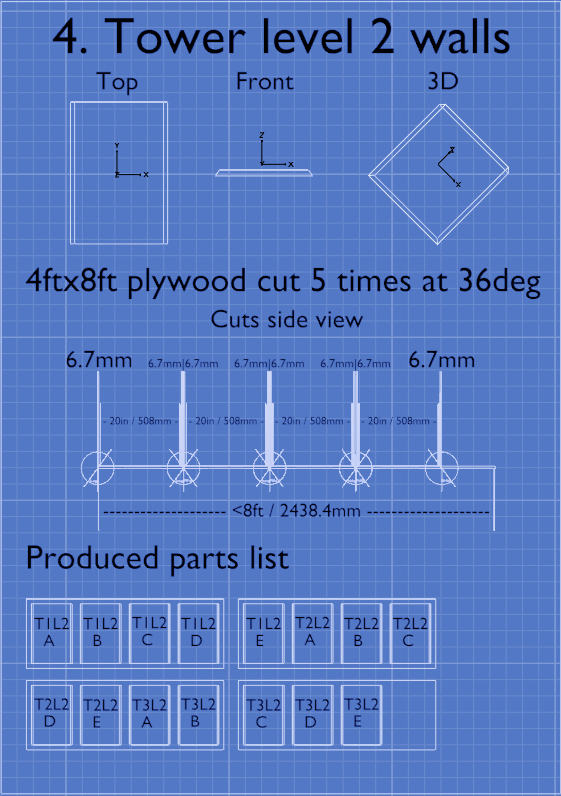 4. Tower level 2 walls
Top Front 3D
Y Z
X X
Z
X
4ftx8ft plywood cut 5 times at 36deg
Cuts side view
6.7mm 6.7mm|6.7mm 6.7mm|6.7mm 6.7mm|6.7mm 6.7mm
- 20in / 508mm - - 20in / 508mm - - 20in / 508mm - - 20in / 508mm -
-------------------- <8ft / 2438.4mm --------------------
Produced parts list
T1L2 T1L2 T1L2 T1L2 T1L2 T2L2 T2L2 T2L2
A B C D E A B C
T2L2 T2L2 T3L2 T3L2 T3L2 T3L2 T3L2
D E A B C D E